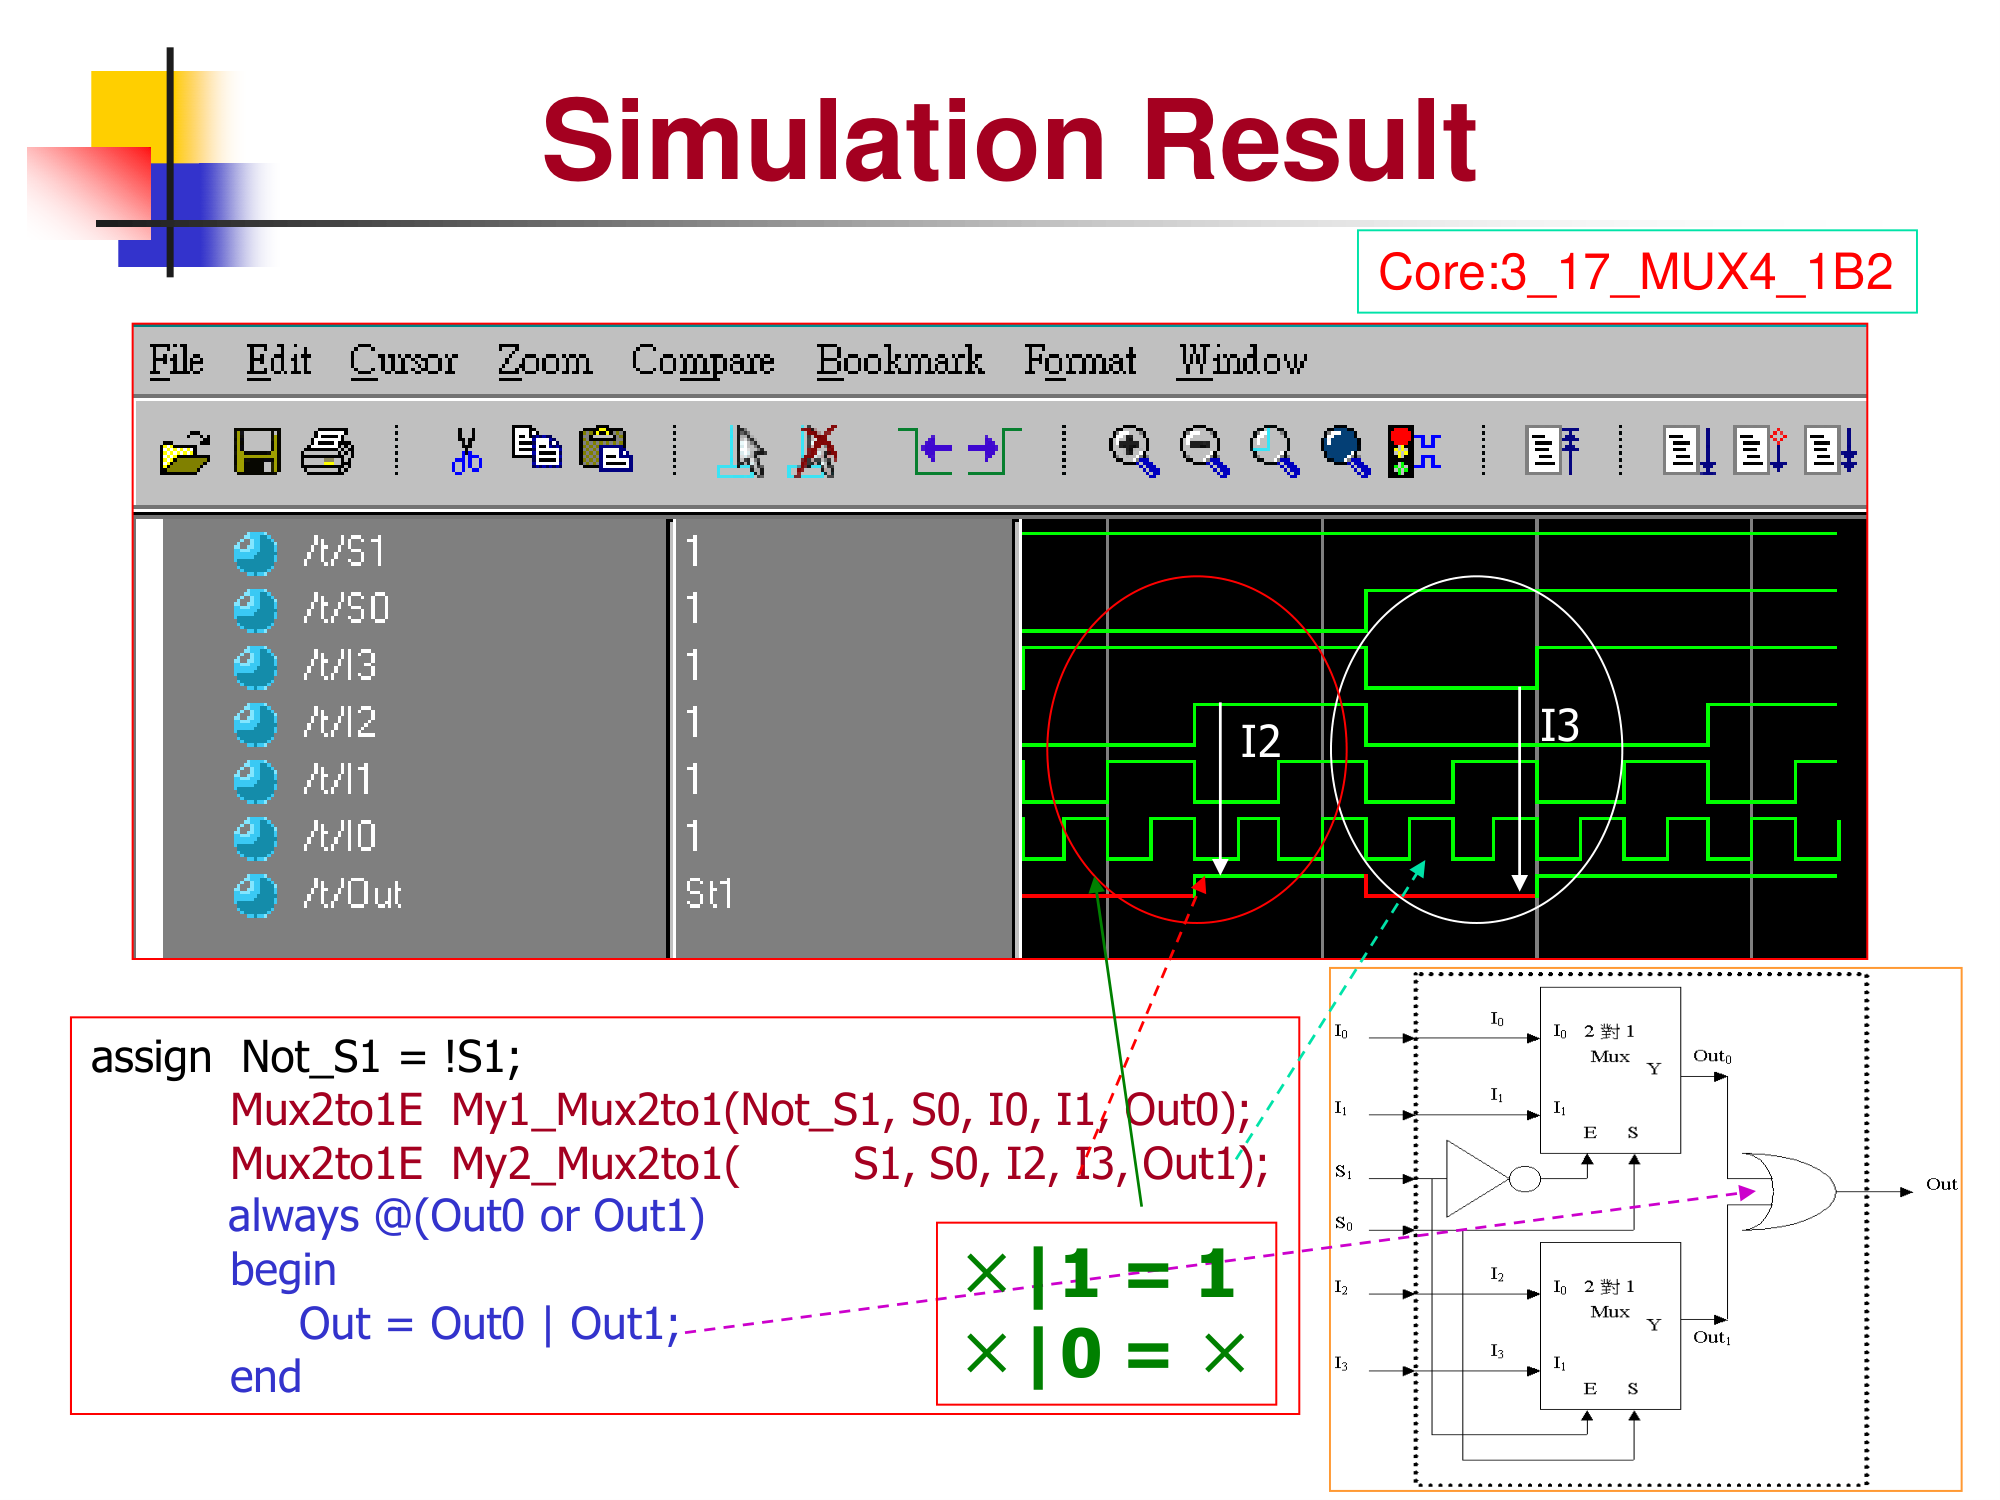 Simulation Result
Core:3_17_MUX4_1B2
File Edit Cursor Zoom Compare Bookmark Format Window
/t/S1 1
/t/S0 1
/t/I3 1
/t/I2 1
/t/I1 1
/t/I0 1
/t/Out St1
I2
I3
assign Not_S1 = !S1;
Mux2to1E My1_Mux2to1(Not_S1, S0, I0, I1, Out0);
Mux2to1E My2_Mux2to1( S1, S0, I2, I3, Out1);
always @(Out0 or Out1)
begin
Out = Out0 | Out1;
end
×|1 = 1
×|0 = ×
I0 I0 I0 2 對 1
Mux
Y
Out0
I1 I1 I1
E S
S1
S0
Out
I2 I2 I0 2 對 1
Mux
Y
Out1
I3 I3 I1
E S